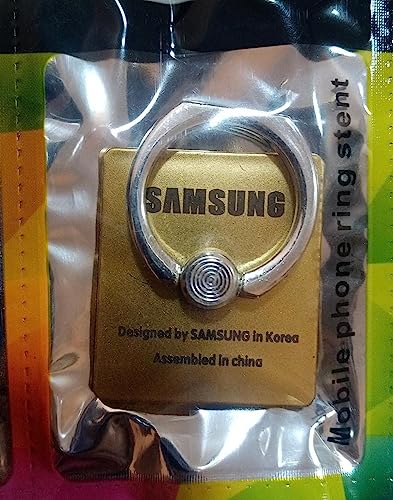 SAMSUNG
Designed by SAMSUNG in Korea
Assembled in china
Mobile phone ring stent